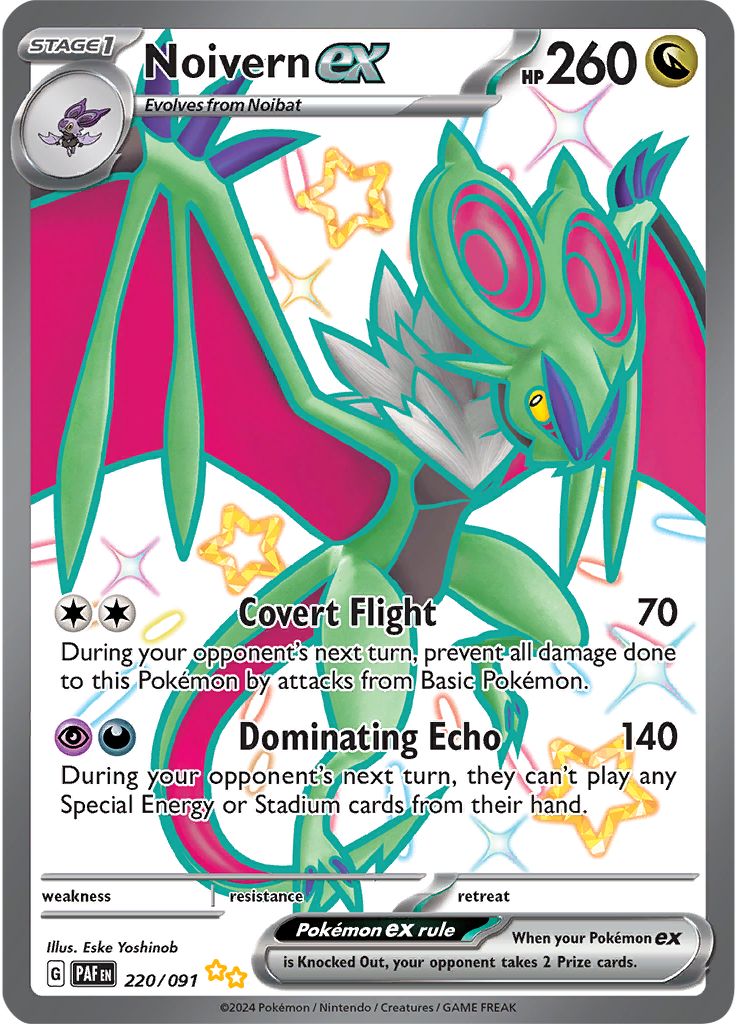 STAGE 1
Noivern ex
HP 260
Evolves from Noibat
Covert Flight 70
During your opponent's next turn, prevent all damage done
to this Pokémon by attacks from Basic Pokémon.
Dominating Echo 140
During your opponent's next turn, they can't play any
Special Energy or Stadium cards from their hand.
weakness resistance retreat
Illus. Eske Yoshinob
Pokémon ex rule When your Pokémon ex
is Knocked Out, your opponent takes 2 Prize cards.
G PAF EN 220/091
©2024 Pokémon / Nintendo / Creatures / GAME FREAK